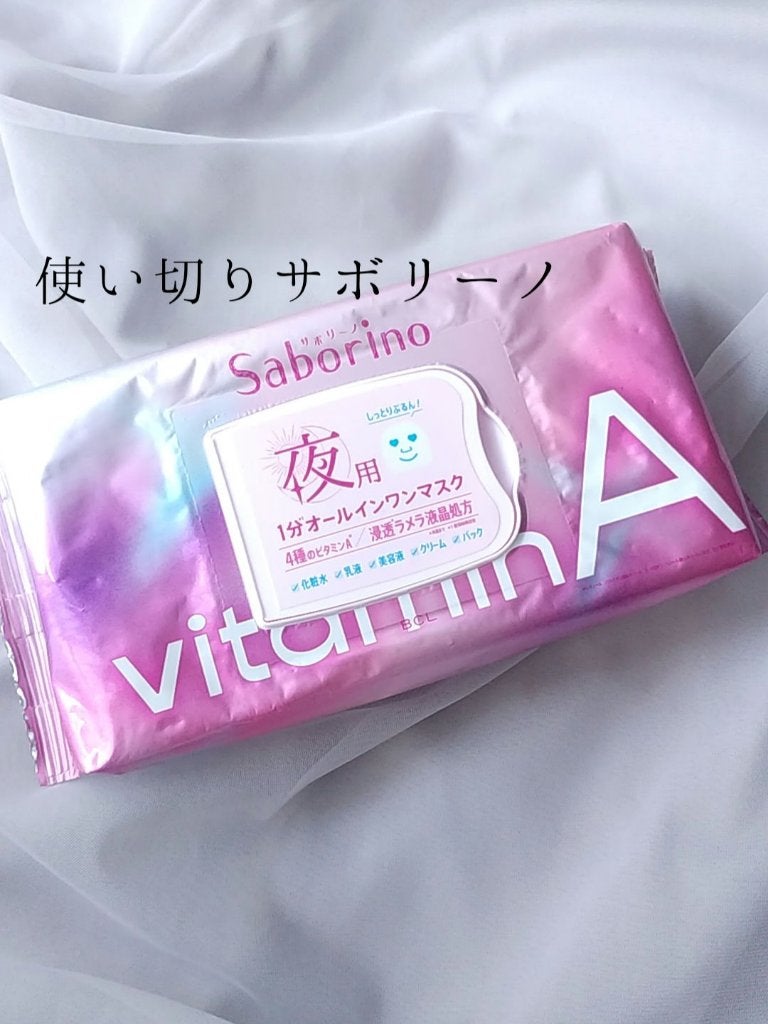 使い切りサボリーノ
サボリーノ
Saborino
しっとりぷるん!
夜用
1分オールインワンマスク
4種のビタミンA／浸透ラメラ液晶処方
✓化粧水 ✓乳液 ✓美容液 ✓クリーム ✓パック
vitaminA
BCL